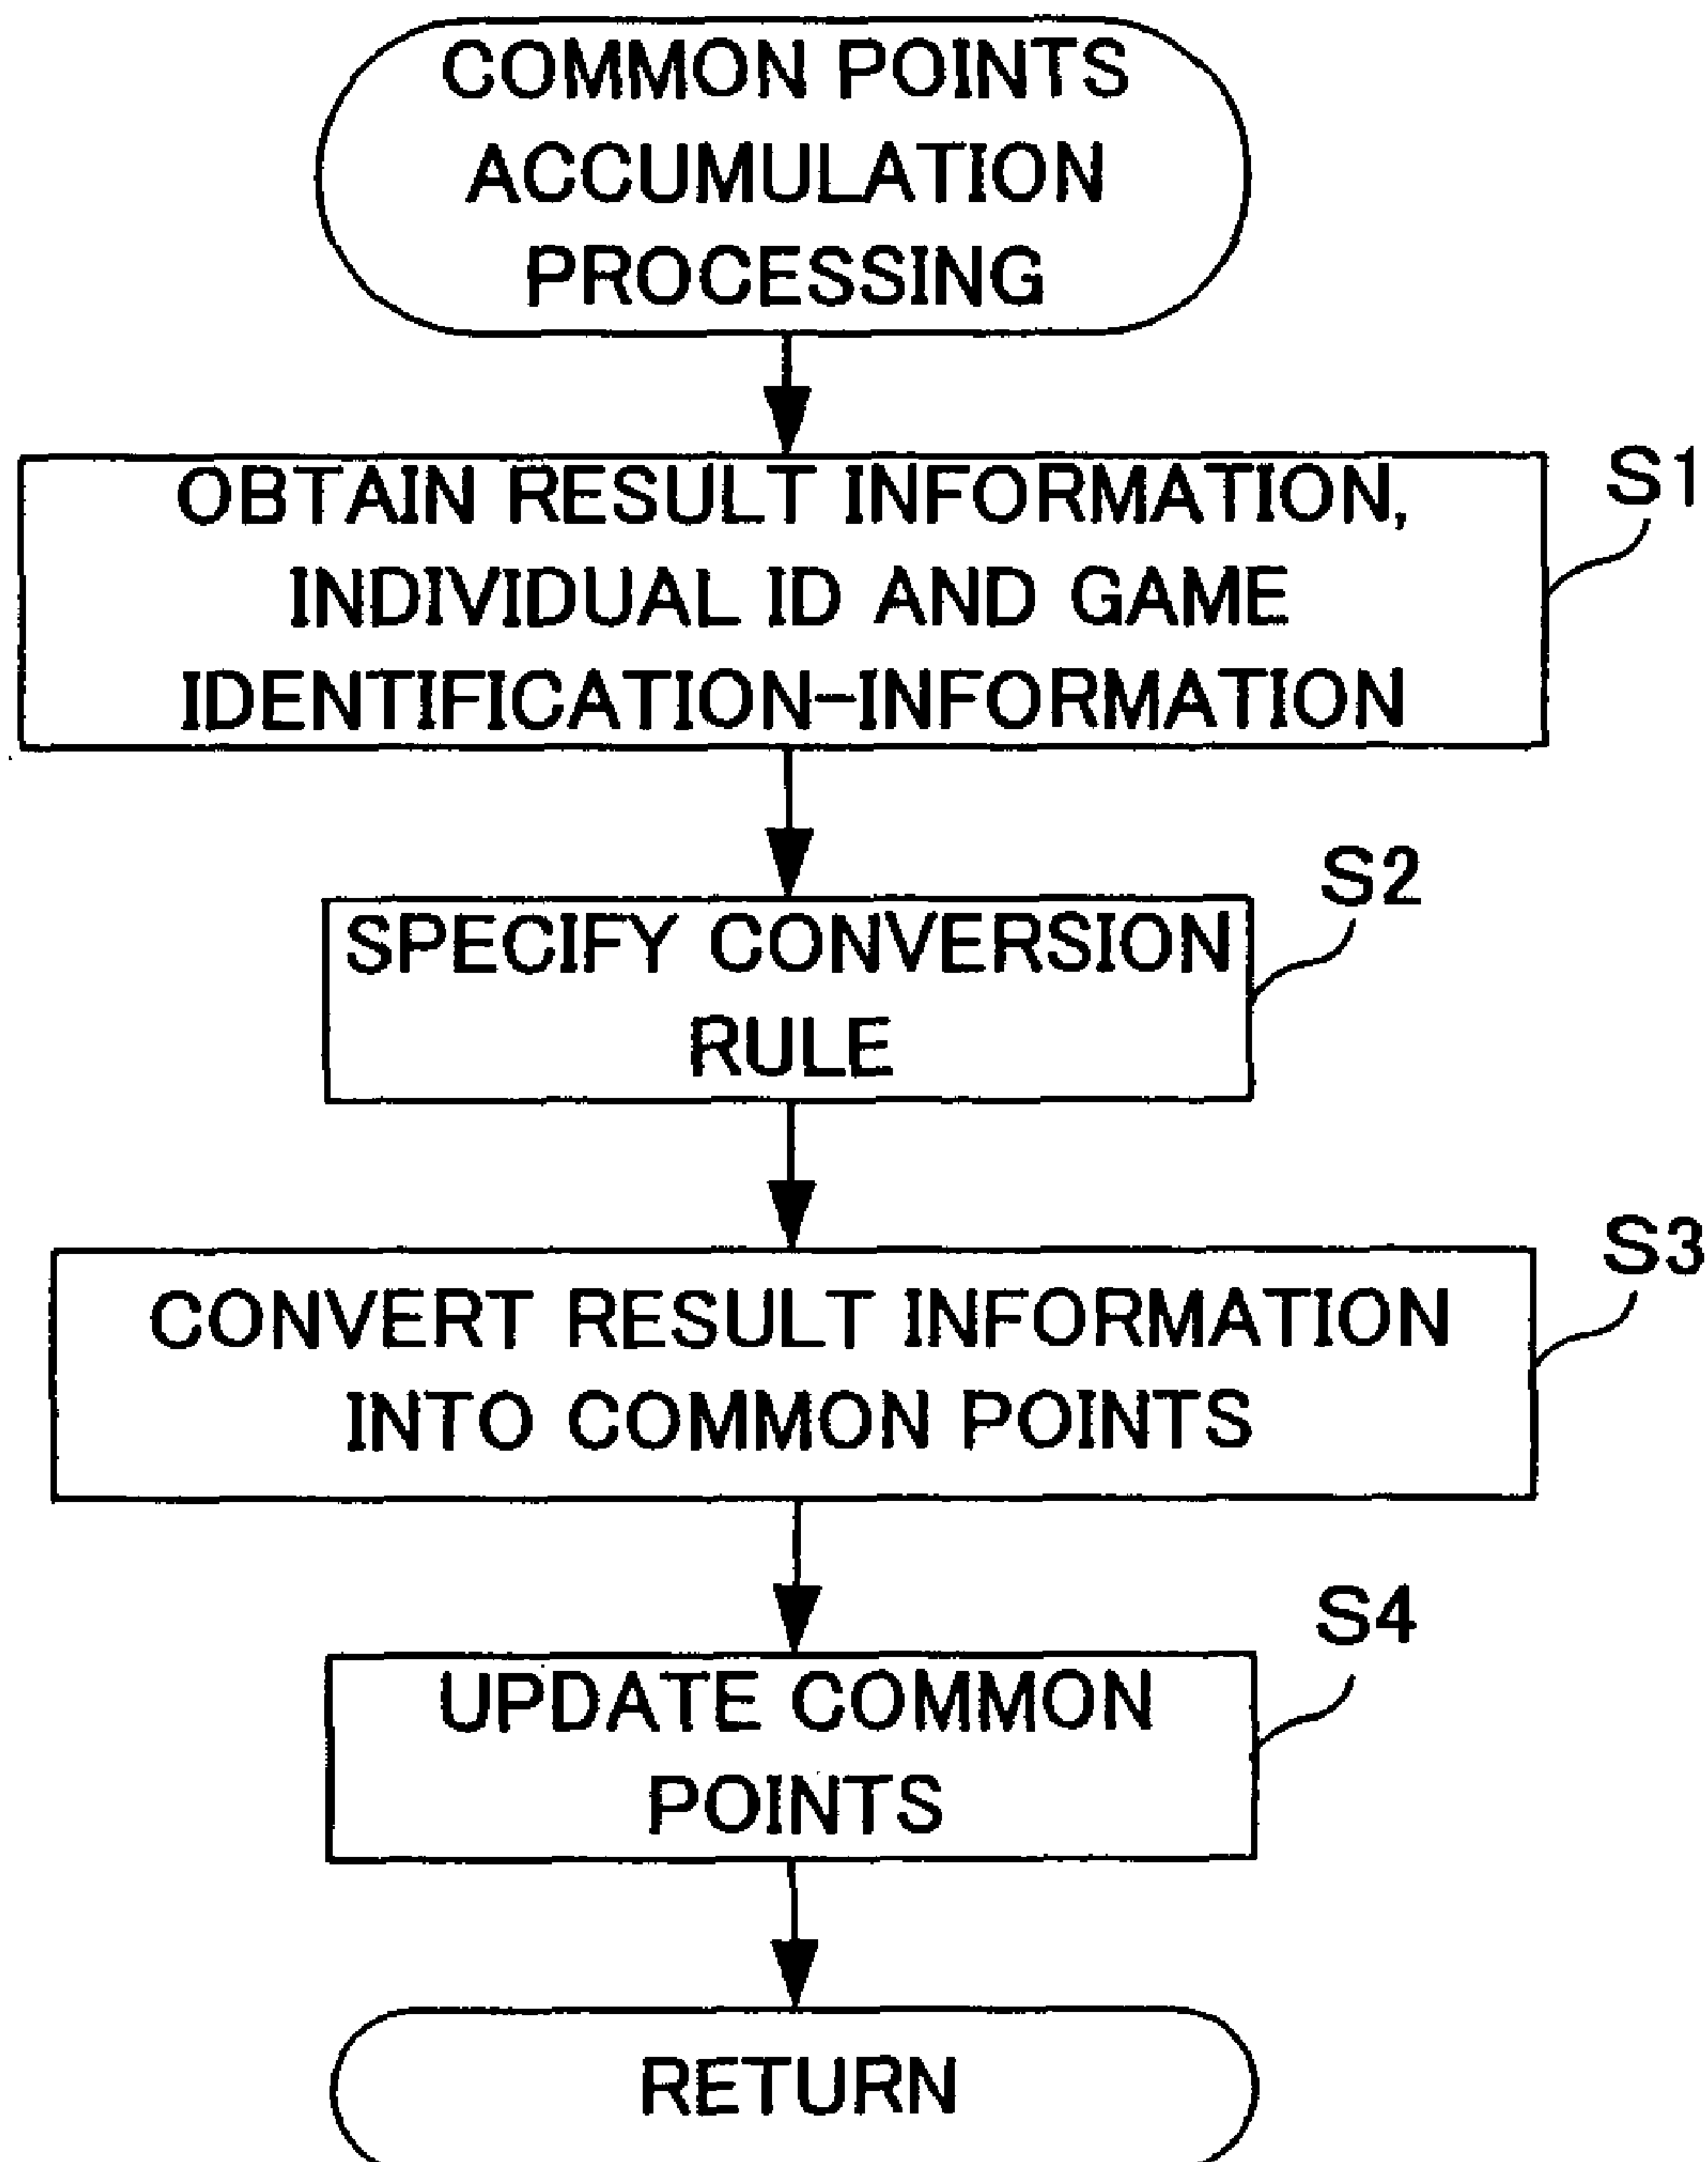 COMMON POINTS
ACCUMULATION
PROCESSING
OBTAIN RESULT INFORMATION,
INDIVIDUAL ID AND GAME
IDENTIFICATION-INFORMATION
S1
SPECIFY CONVERSION
RULE
S2
CONVERT RESULT INFORMATION
INTO COMMON POINTS
S3
UPDATE COMMON
POINTS
S4
RETURN